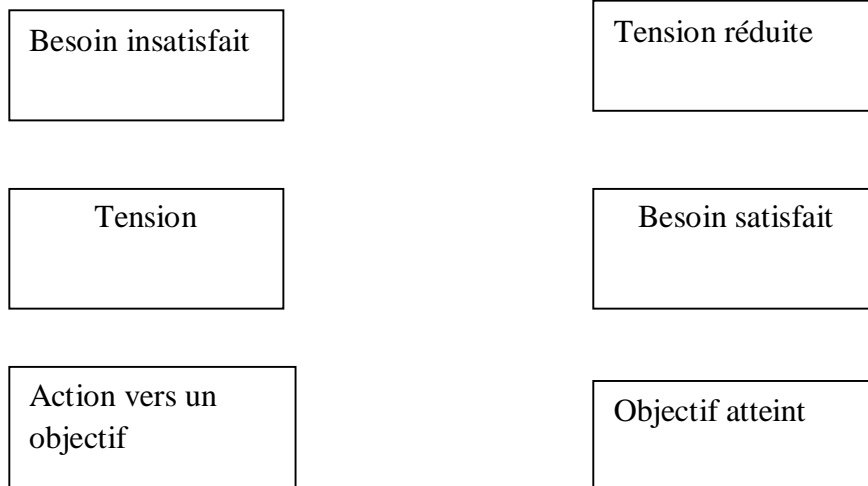 Besoin insatisfait
Tension réduite
Tension
Besoin satisfait
Action vers un
objectif
Objectif atteint